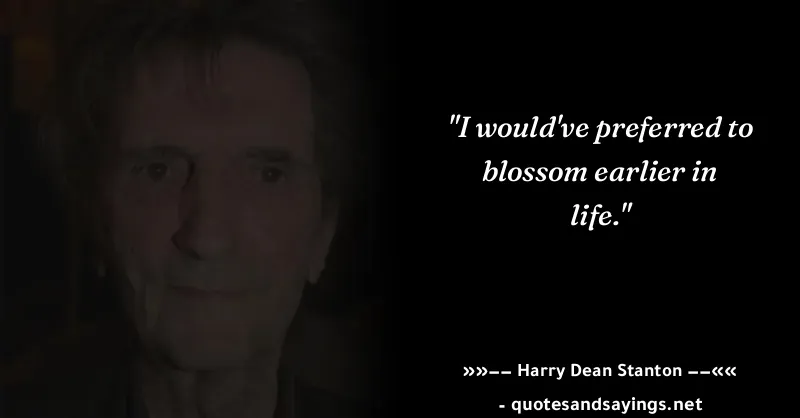 "I would've preferred to
blossom earlier in
life."
»»−− Harry Dean Stanton −−««
- quotesandsayings.net